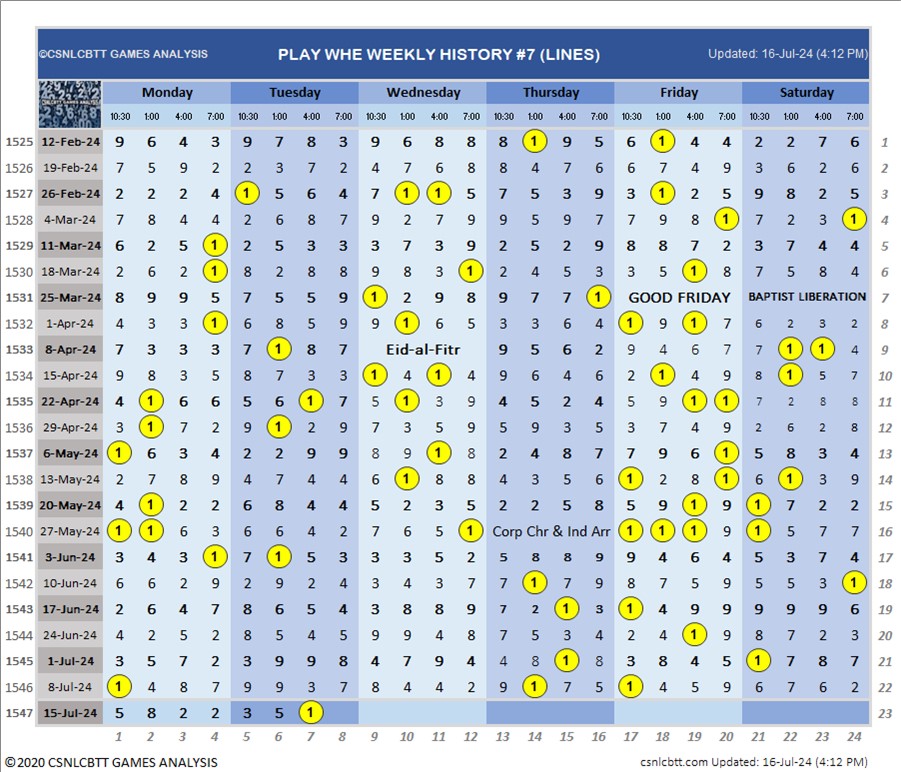 ©CSNLCBTT GAMES ANALYSIS PLAY WHE WEEKLY HISTORY #7 (LINES) Updated: 16-Jul-24 (4:12 PM)
Monday Tuesday Wednesday Thursday Friday Saturday
10:30 1:00 4:00 7:00 10:30 1:00 4:00 7:00 10:30 1:00 4:00 7:00 10:30 1:00 4:00 7:00 10:30 1:00 4:00 7:00 10:30 1:00 4:00 7:00
1525 12-Feb-24 9 6 4 3 9 7 8 3 9 6 8 8 8 1 9 5 6 1 4 4 2 2 7 6 1
1526 19-Feb-24 7 5 9 2 2 3 7 2 4 7 6 8 8 4 7 6 6 7 4 9 3 6 2 6 2
1527 26-Feb-24 2 2 2 4 1 5 6 4 7 1 1 5 7 5 3 9 3 1 2 5 9 8 2 5 3
1528 4-Mar-24 7 8 4 4 2 6 8 7 9 2 7 9 9 5 9 7 7 9 8 1 7 2 3 1 4
1529 11-Mar-24 6 2 5 1 2 5 3 3 3 7 3 9 2 5 2 9 8 8 7 2 3 7 4 4 5
1530 18-Mar-24 2 6 2 1 8 2 8 8 9 8 3 1 4 4 5 3 3 5 1 8 7 5 8 4 6
1531 25-Mar-24 8 9 9 5 7 5 5 9 1 2 9 8 9 7 7 1 GOOD FRIDAY BAPTIST LIBERATION 7
1532 1-Apr-24 4 3 3 1 6 8 5 9 9 1 6 5 3 3 6 4 1 9 1 7 6 2 3 2 8
1533 8-Apr-24 7 3 3 3 7 1 8 7 Eid-al-Fitr 9 5 6 2 9 4 6 7 7 1 1 4 9
1534 15-Apr-24 9 8 3 5 8 7 3 3 1 4 1 4 9 6 4 6 2 1 4 9 8 1 5 7 10
1535 22-Apr-24 4 1 6 6 5 6 1 7 5 1 3 9 4 5 2 4 5 9 1 1 7 2 8 8 11
1536 29-Apr-24 3 1 7 2 9 1 2 9 7 3 5 9 5 9 3 5 3 7 4 9 2 6 2 8 12
1537 6-May-24 1 6 3 4 2 2 9 9 8 9 1 8 2 4 8 7 7 9 6 1 5 8 3 4 13
1538 13-May-24 2 7 8 9 4 7 4 4 6 1 8 8 4 3 5 6 1 2 8 1 6 1 3 9 14
1539 20-May-24 4 1 2 2 6 8 4 4 5 2 3 5 2 2 5 8 5 9 1 9 1 7 2 2 15
1540 27-May-24 1 1 6 3 6 6 4 2 7 6 5 1 Corp Chr & Ind Arr 1 1 1 9 1 5 7 7 16
1541 3-Jun-24 3 4 3 1 7 1 5 3 3 3 5 2 5 8 8 9 9 4 6 4 5 3 7 4 17
1542 10-Jun-24 6 6 2 9 2 9 2 4 3 4 3 7 7 1 7 9 8 7 5 9 5 5 3 1 18
1543 17-Jun-24 2 6 4 7 8 6 5 4 3 8 8 9 7 2 1 3 1 4 9 9 9 9 9 6 19
1544 24-Jun-24 4 2 5 2 8 5 4 5 9 9 4 8 7 5 3 4 2 4 1 9 8 7 2 3 20
1545 1-Jul-24 3 5 7 2 3 9 9 8 4 7 9 4 4 8 1 8 3 8 4 5 1 7 8 7 21
1546 8-Jul-24 1 4 8 7 9 9 3 7 8 4 4 2 9 1 7 5 1 4 5 9 6 7 6 2 22
1547 15-Jul-24 5 8 2 2 3 5 1 23
1 2 3 4 5 6 7 8 9 10 11 12 13 14 15 16 17 18 19 20 21 22 23 24
©2020 CSNLCBTT GAMES ANALYSIS csnlcbtt.com Updated: 16-Jul-24 (4:12 PM)